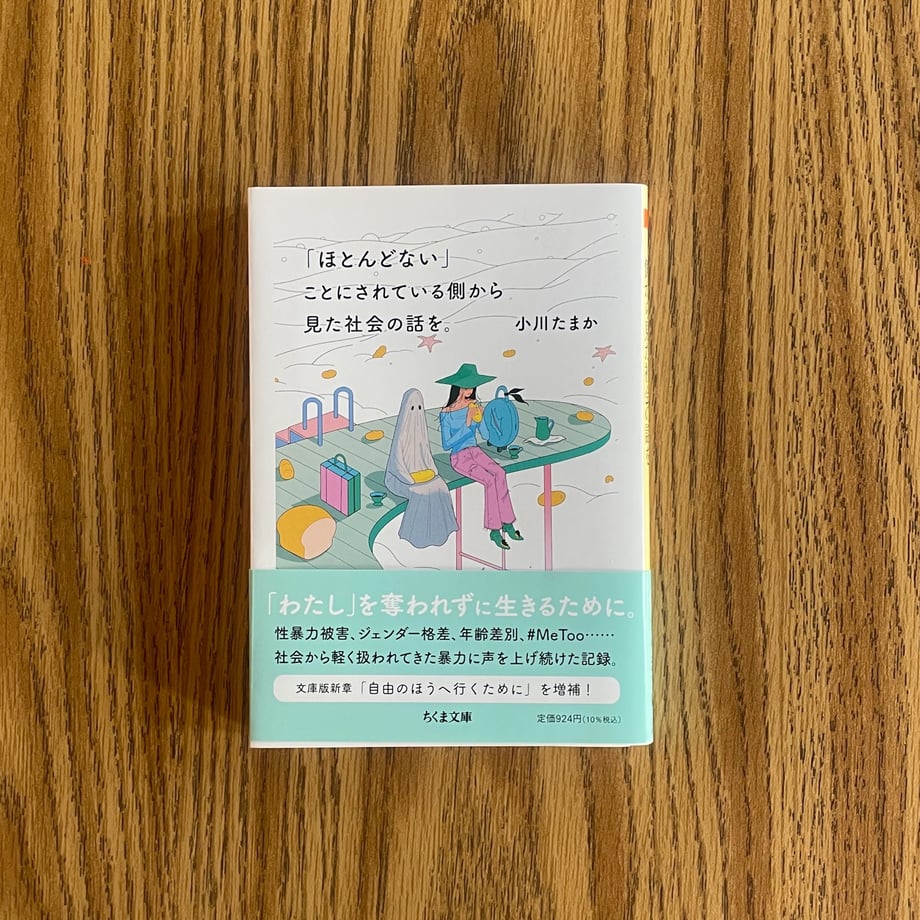 「ほとんどない」
ことにされている側から
見た社会の話を。
小川たまか
「わたし」を奪われずに生きるために。
性暴力被害、ジェンダー格差、年齢差別、#MeToo……
社会から軽く扱われてきた暴力に声を上げ続けた記録。
文庫版新章「自由のほうへ行くために」を増補！
ちくま文庫
定価924円(10%税込)